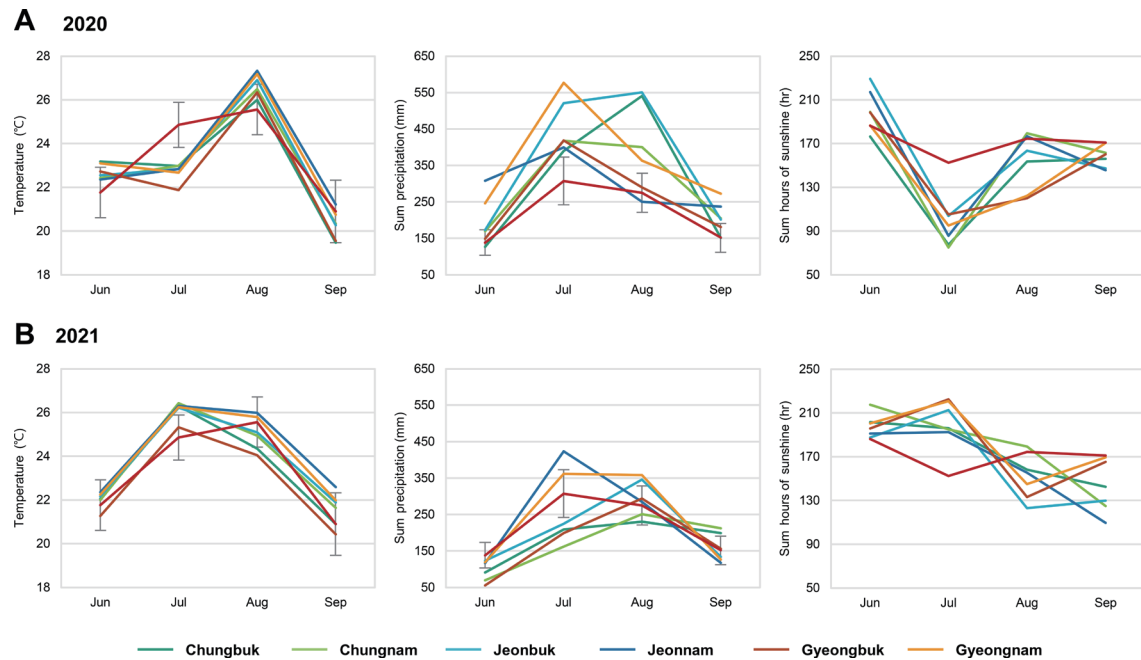 A 2020
Temperature (°C)
28
26
24
22
20
18
Jun Jul Aug Sep
Sum precipitation (mm)
650
550
450
350
250
150
50
Jun Jul Aug Sep
Sum hours of sunshine (hr)
250
210
170
130
90
50
Jun Jul Aug Sep
B 2021
Temperature (°C)
28
26
24
22
20
18
Jun Jul Aug Sep
Sum precipitation (mm)
650
550
450
350
250
150
50
Jun Jul Aug Sep
Sum hours of sunshine (hr)
250
210
170
130
90
50
Jun Jul Aug Sep
Chungbuk Chungnam Jeonbuk Jeonnam Gyeongbuk Gyeongnam